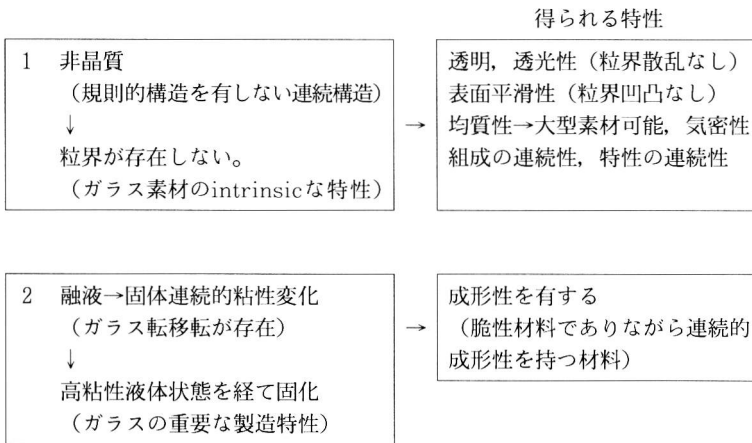 得られる特性
1 非晶質
（規則的構造を有しない連続構造）
↓
粒界が存在しない。
（ガラス素材のintrinsicな特性）
→
透明，透光性（粒界散乱なし）
表面平滑性（粒界凹凸なし）
均質性→大型素材可能，気密性
組成の連続性，特性の連続性
2 融液→固体連続的粘性変化
（ガラス転移転が存在）
↓
高粘性液体状態を経て固化
（ガラスの重要な製造特性）
→
成形性を有する
（脆性材料でありながら連続的
成形性を持つ材料）